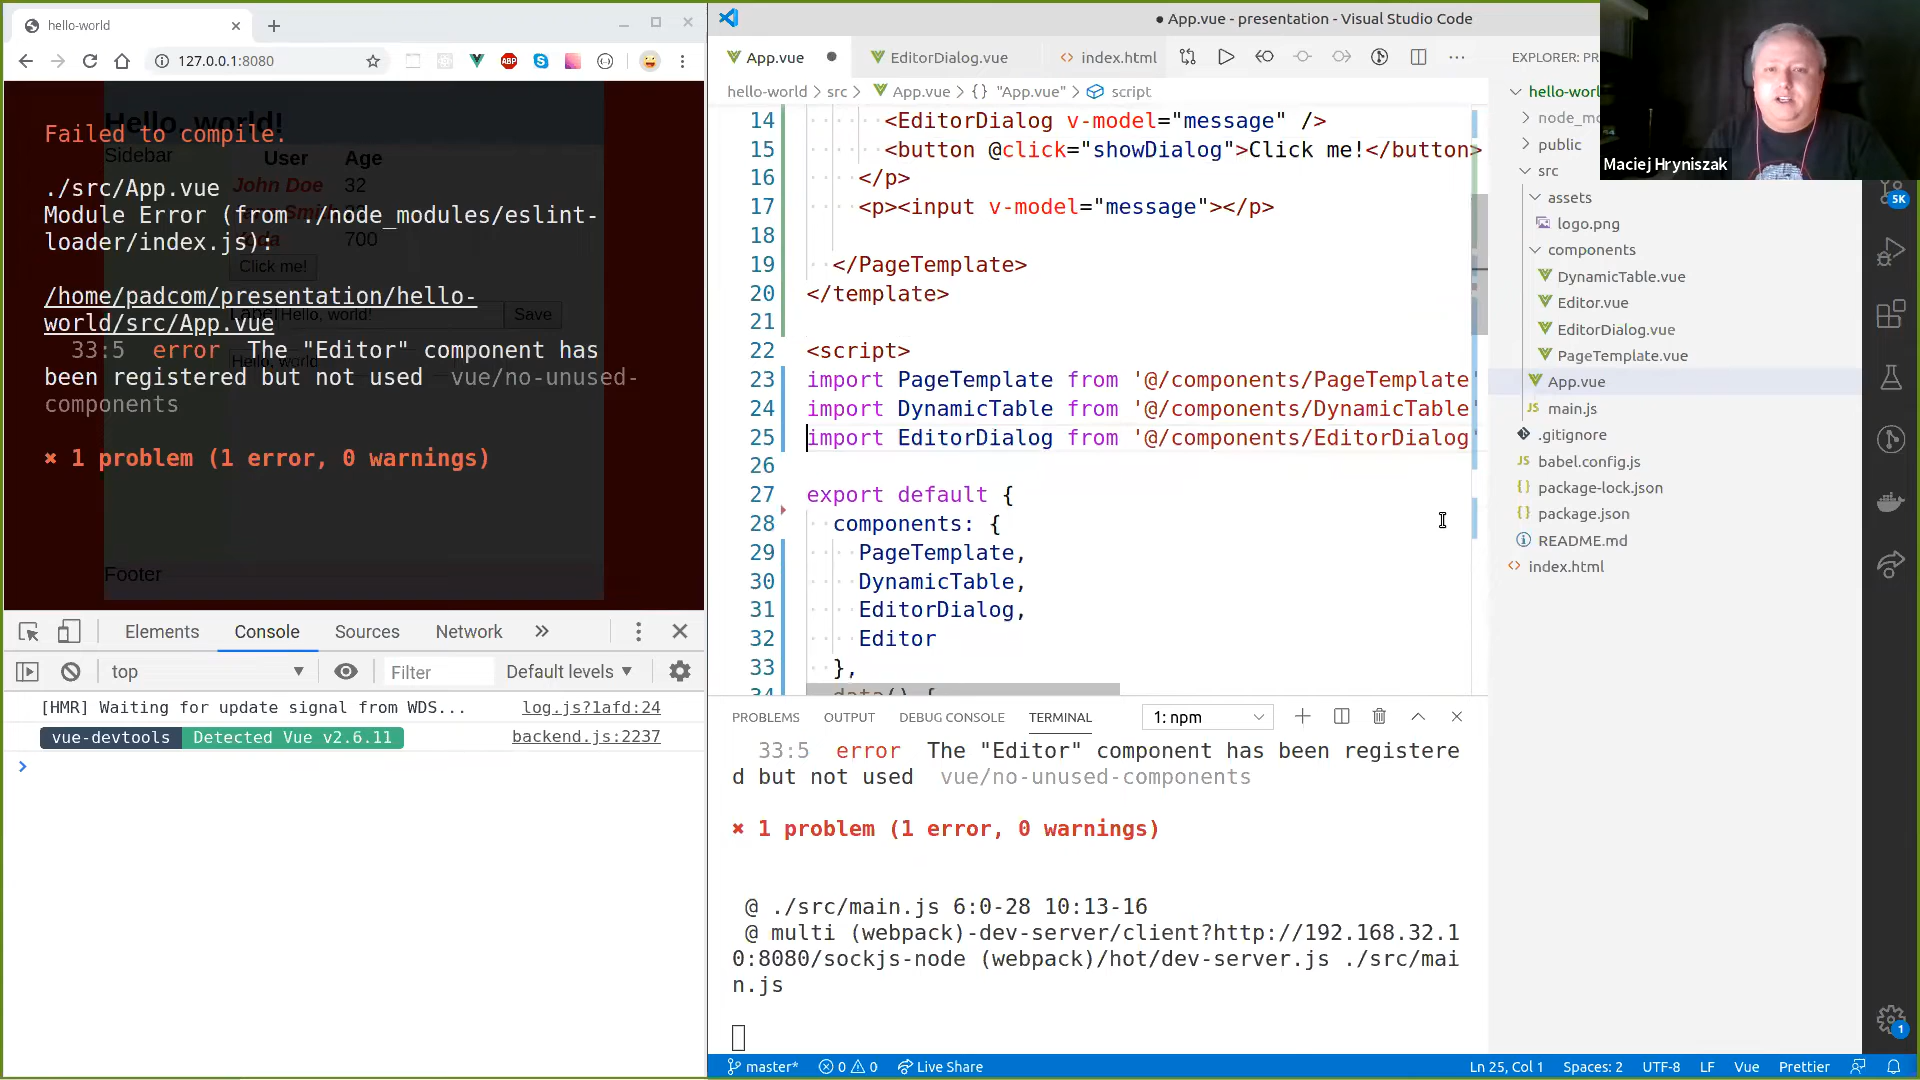 hello-world
127.0.0.1:8080
ABP
Hello, world!
Failed to compile.
Sidebar
User Age
John Doe 32
./src/App.vue
Module Error (from ./node_modules/eslint-
loader/index.js):
700
Click me!
/home/padcom/presentation/hello-
world/src/App.vue
Hello, world!
Save
33:5 error The "Editor" component has
been registered but not used vue/no-unused-
components
✖ 1 problem (1 error, 0 warnings)
Footer
Elements Console Sources Network
top
Filter
Default levels
[HMR] Waiting for update signal from WDS... log.js?1afd:24
vue-devtools Detected Vue v2.6.11 backend.js:2237
● App.vue - presentation - Visual Studio Code
App.vue
EditorDialog.vue
index.html
hello-world > src > App.vue > {} "App.vue" > script
14 <EditorDialog v-model="message" />
15 <button @click="showDialog">Click me!</button>
16 </p>
17 <p><input v-model="message"></p>
18
19 </PageTemplate>
20 </template>
21
22 <script>
23 import PageTemplate from '@/components/PageTemplate'
24 import DynamicTable from '@/components/DynamicTable'
25 import EditorDialog from '@/components/EditorDialog'
26
27 export default {
28 components: {
29 PageTemplate,
30 DynamicTable,
31 EditorDialog,
32 Editor
33 },
34 data() {
PROBLEMS OUTPUT DEBUG CONSOLE TERMINAL
1: npm
33:5 error The "Editor" component has been registere
d but not used vue/no-unused-components
✖ 1 problem (1 error, 0 warnings)
@ ./src/main.js 6:0-28 10:13-16
@ multi (webpack)-dev-server/client?http://192.168.32.1
0:8080/sockjs-node (webpack)/hot/dev-server.js ./src/mai
n.js
EXPLORER: PR
hello-worl
node_mo
public
src
assets
logo.png
components
DynamicTable.vue
Editor.vue
EditorDialog.vue
PageTemplate.vue
App.vue
JS main.js
.gitignore
JS babel.config.js
{} package-lock.json
{} package.json
README.md
<> index.html
Maciej Hryniszak
5K
1
master* 0 0 Live Share
Ln 25, Col 1 Spaces: 2 UTF-8 LF Vue Prettier